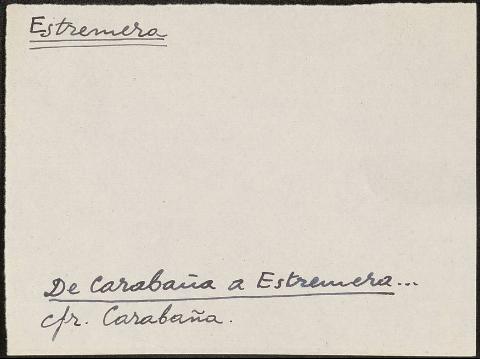 Estremera
De Carabaña a Estremera...
cfr. Carabaña.